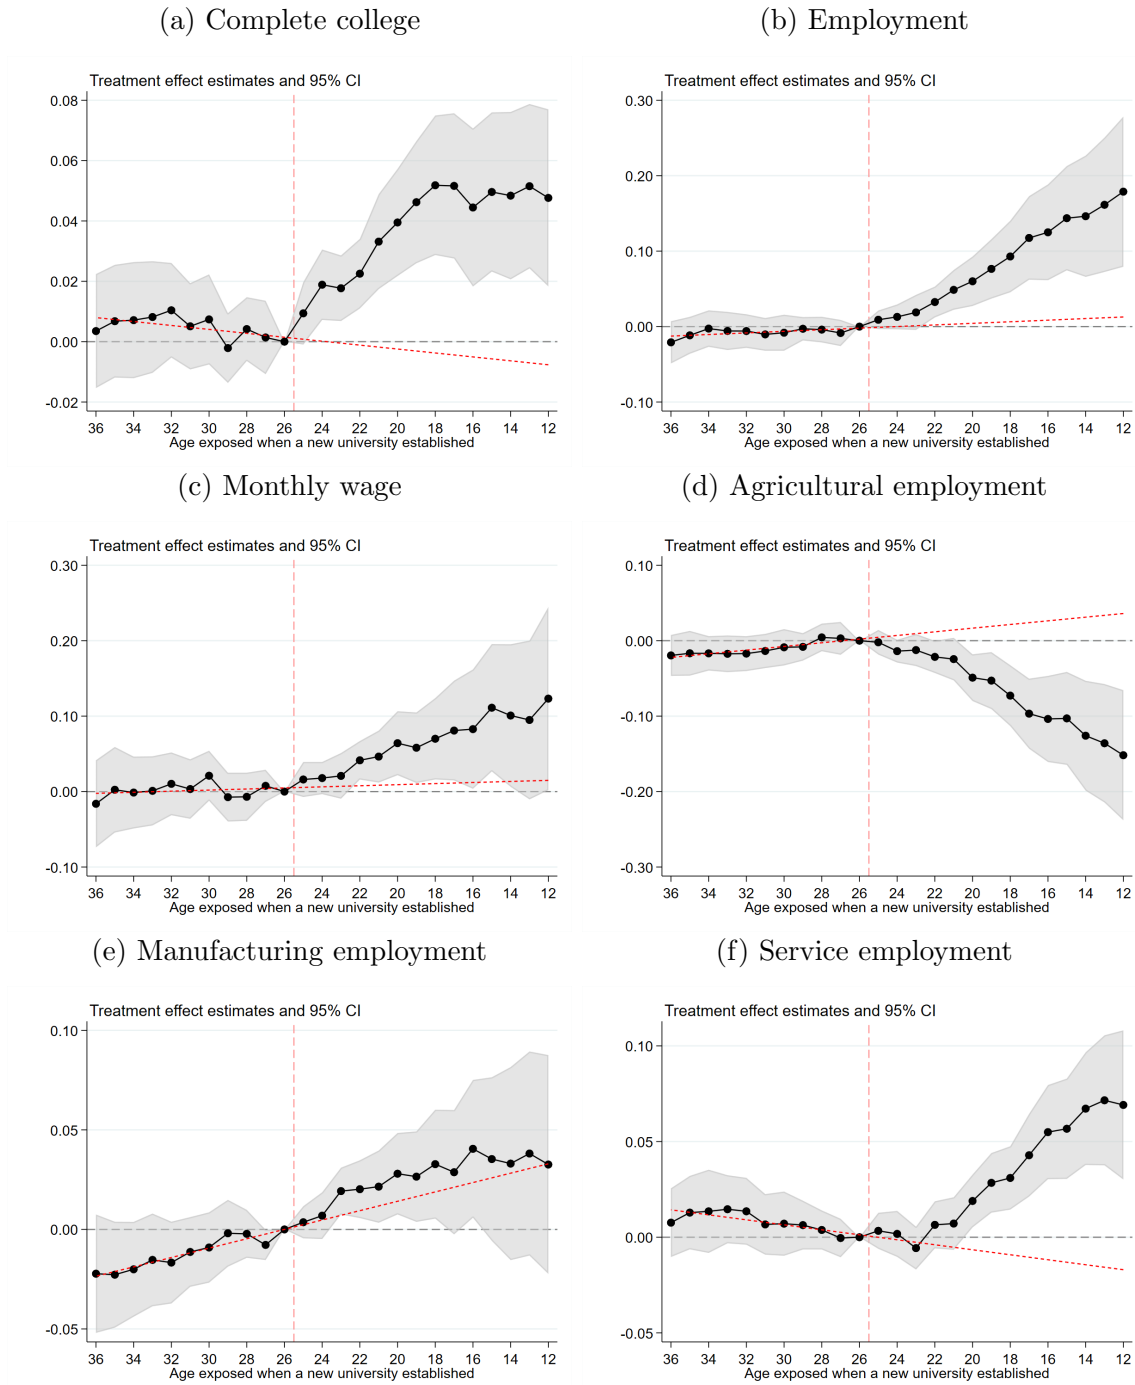 (a) Complete college
(b) Employment
Treatment effect estimates and 95% CI
0.08
0.06
0.04
0.02
0.00
-0.02
36 34 32 30 28 26 24 22 20 18 16 14 12
Age exposed when a new university established
Treatment effect estimates and 95% CI
0.30
0.20
0.10
0.00
-0.10
36 34 32 30 28 26 24 22 20 18 16 14 12
Age exposed when a new university established
(c) Monthly wage
(d) Agricultural employment
Treatment effect estimates and 95% CI
0.30
0.20
0.10
0.00
-0.10
36 34 32 30 28 26 24 22 20 18 16 14 12
Age exposed when a new university established
Treatment effect estimates and 95% CI
0.10
0.00
-0.10
-0.20
-0.30
36 34 32 30 28 26 24 22 20 18 16 14 12
Age exposed when a new university established
(e) Manufacturing employment
(f) Service employment
Treatment effect estimates and 95% CI
0.10
0.05
0.00
-0.05
36 34 32 30 28 26 24 22 20 18 16 14 12
Age exposed when a new university established
Treatment effect estimates and 95% CI
0.10
0.05
0.00
-0.05
36 34 32 30 28 26 24 22 20 18 16 14 12
Age exposed when a new university established